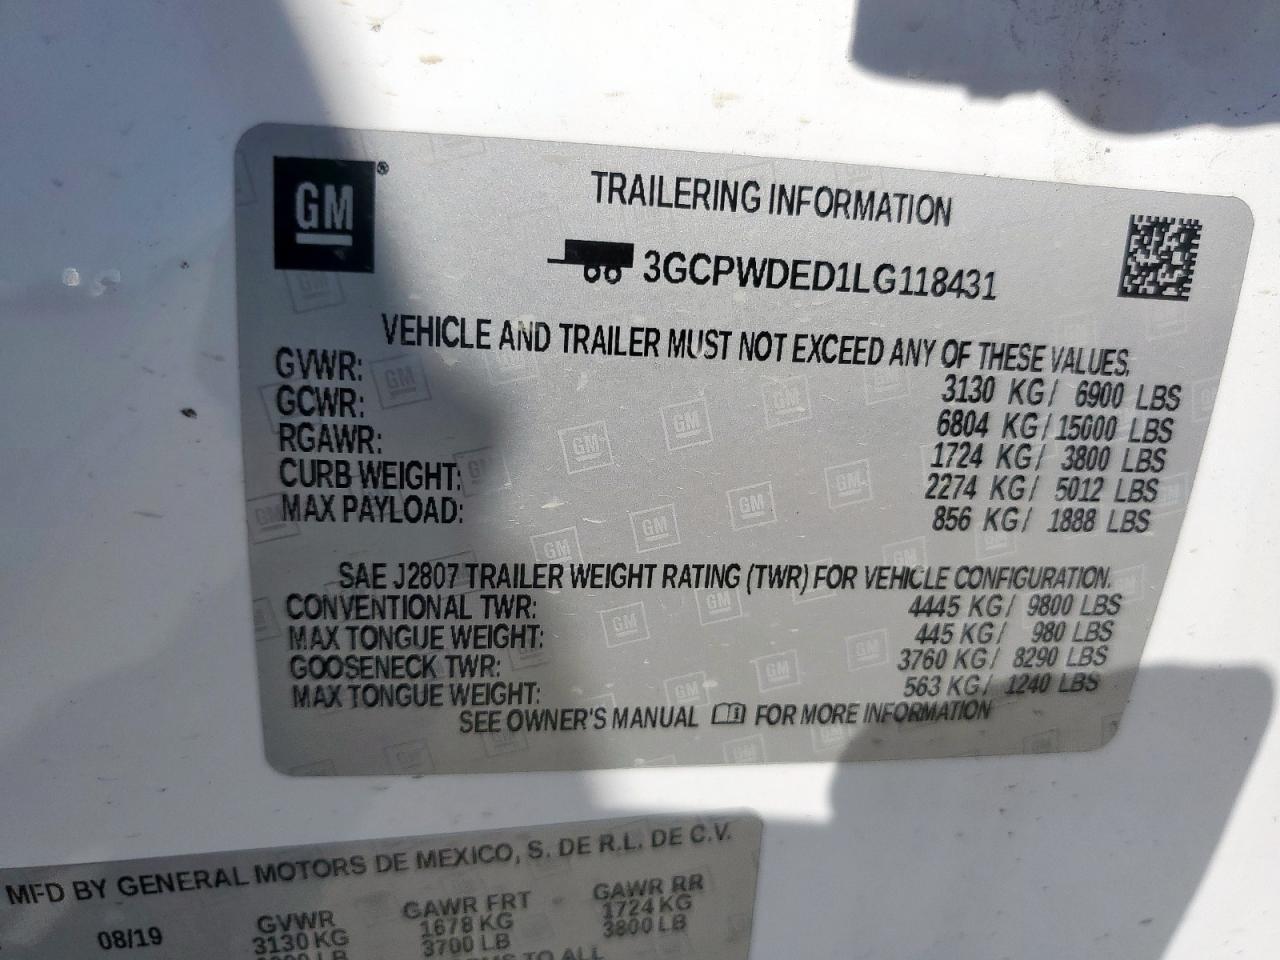 GM®
TRAILERING INFORMATION
3GCPWDED1LG118431
VEHICLE AND TRAILER MUST NOT EXCEED ANY OF THESE VALUES.
GVWR: 3130 KG/ 6900 LBS
GCWR: 6804 KG/15000 LBS
RGAWR: 1724 KG/ 3800 LBS
CURB WEIGHT: 2274 KG/ 5012 LBS
MAX PAYLOAD: 856 KG/ 1888 LBS
SAE J2807 TRAILER WEIGHT RATING (TWR) FOR VEHICLE CONFIGURATION.
CONVENTIONAL TWR: 4445 KG/ 9800 LBS
MAX TONGUE WEIGHT: 445 KG/ 980 LBS
GOOSENECK TWR: 3760 KG/ 8290 LBS
MAX TONGUE WEIGHT: 563 KG/ 1240 LBS
SEE OWNER'S MANUAL FOR MORE INFORMATION
MFD BY GENERAL MOTORS DE MEXICO, S. DE R.L. DE C.V.
GVWR GAWR FRT GAWR RR
08/19 3130 KG 1678 KG 1724 KG
LB 3700 LB 3800 LB
TO ALL